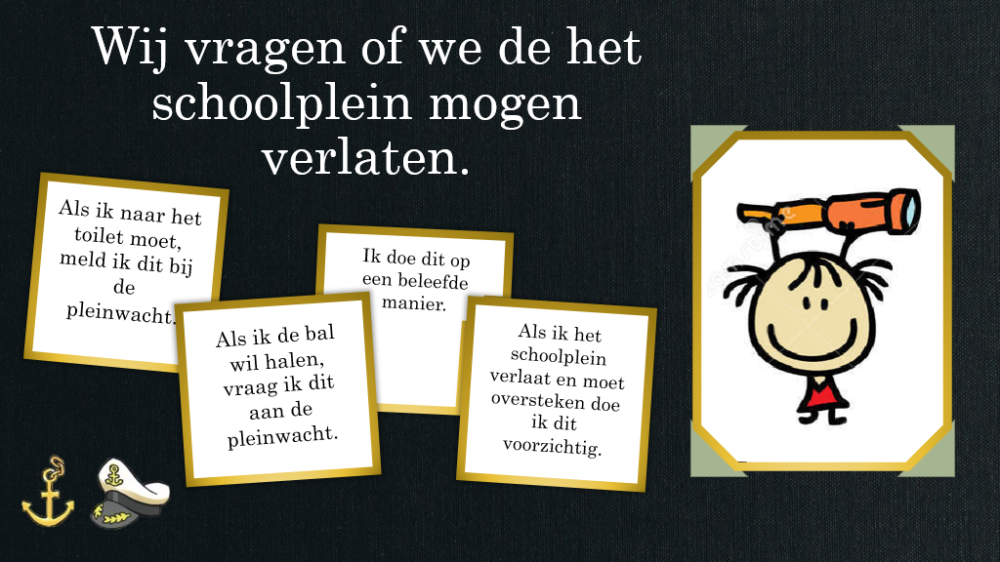 Wij vragen of we de het
schoolplein mogen
verlaten.
Als ik naar het
toilet moet,
meld ik dit bij
de
pleinwacht.
Als ik de bal
wil halen,
vraag ik dit
aan de
pleinwacht.
Ik doe dit op
een beleefde
manier.
Als ik het
schoolplein
verlaat en moet
oversteken doe
ik dit
voorzichtig.